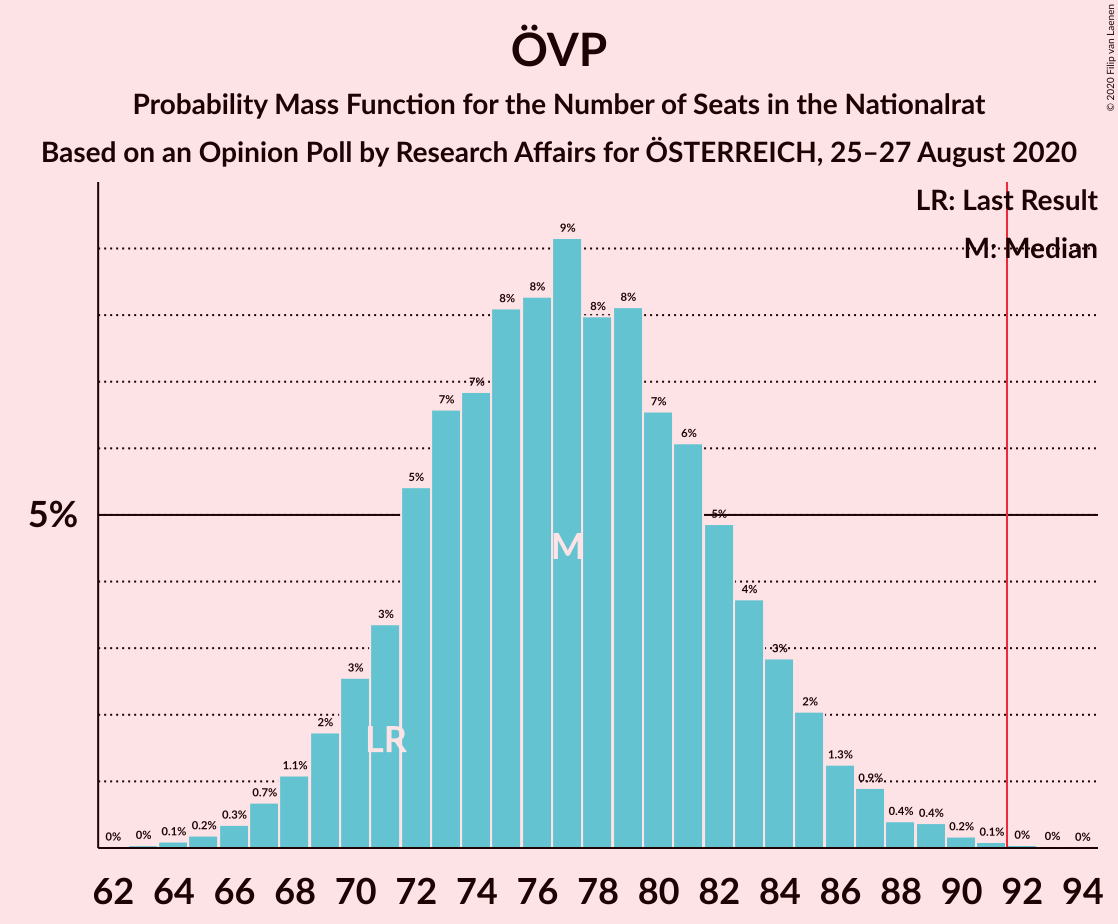 ÖVP
Probability Mass Function for the Number of Seats in the Nationalrat
Based on an Opinion Poll by Research Affairs for ÖSTERREICH, 25–27 August 2020
© 2020 Filip van Laenen
LR: Last Result
M: Median
5%
0% 0% 0.1% 0.2% 0.3% 0.7% 1.1% 2% 3% 3% 5% 7% 7% 8% 8% 9% 8% 8% 7% 6% 5% 4% 3% 2% 1.3% 0.9% 0.4% 0.4% 0.2% 0.1% 0% 0% 0%
M
LR
62 64 66 68 70 72 74 76 78 80 82 84 86 88 90 92 94